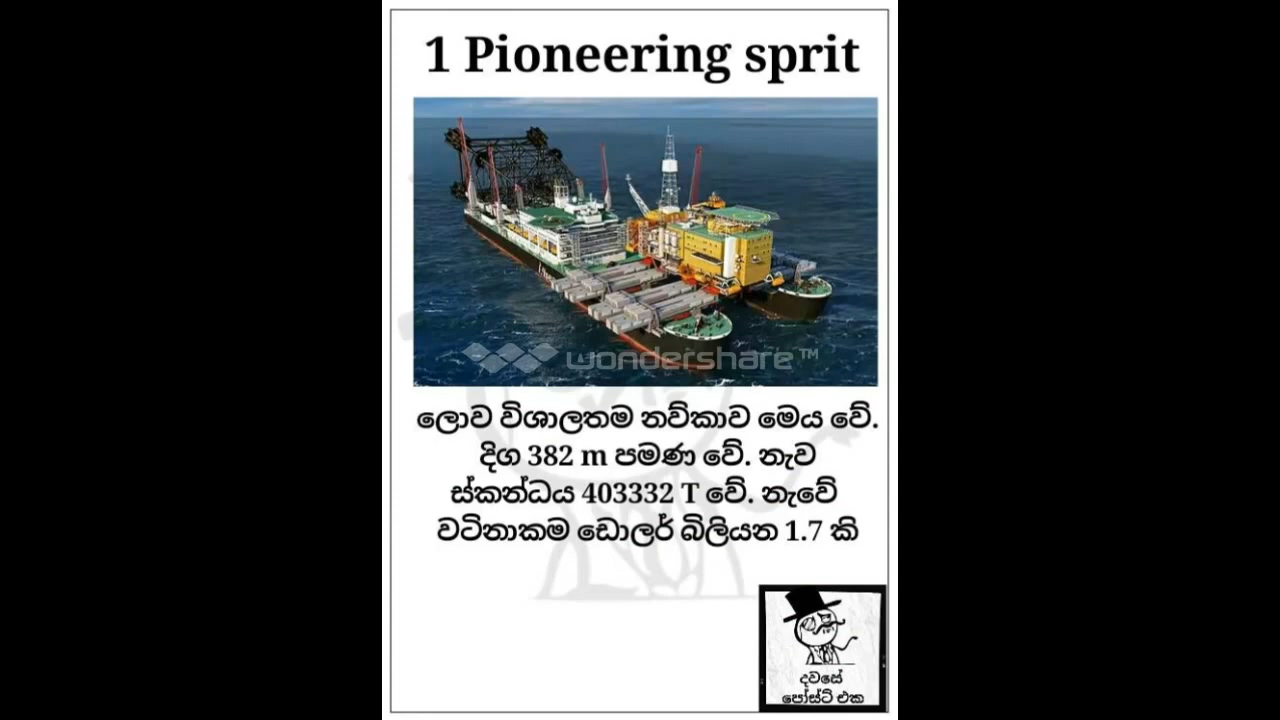 1 Pioneering sprit
wondershare™
ලොව විශාලතම නව්කාව මෙය වේ.
දිග 382 m පමණ වේ. නැව
ස්කන්ධය 403332 T වේ. නැවේ
වටිනාකම ඩොලර් බිලියන 1.7 කි
දවසේ
පෝස්ට් එක